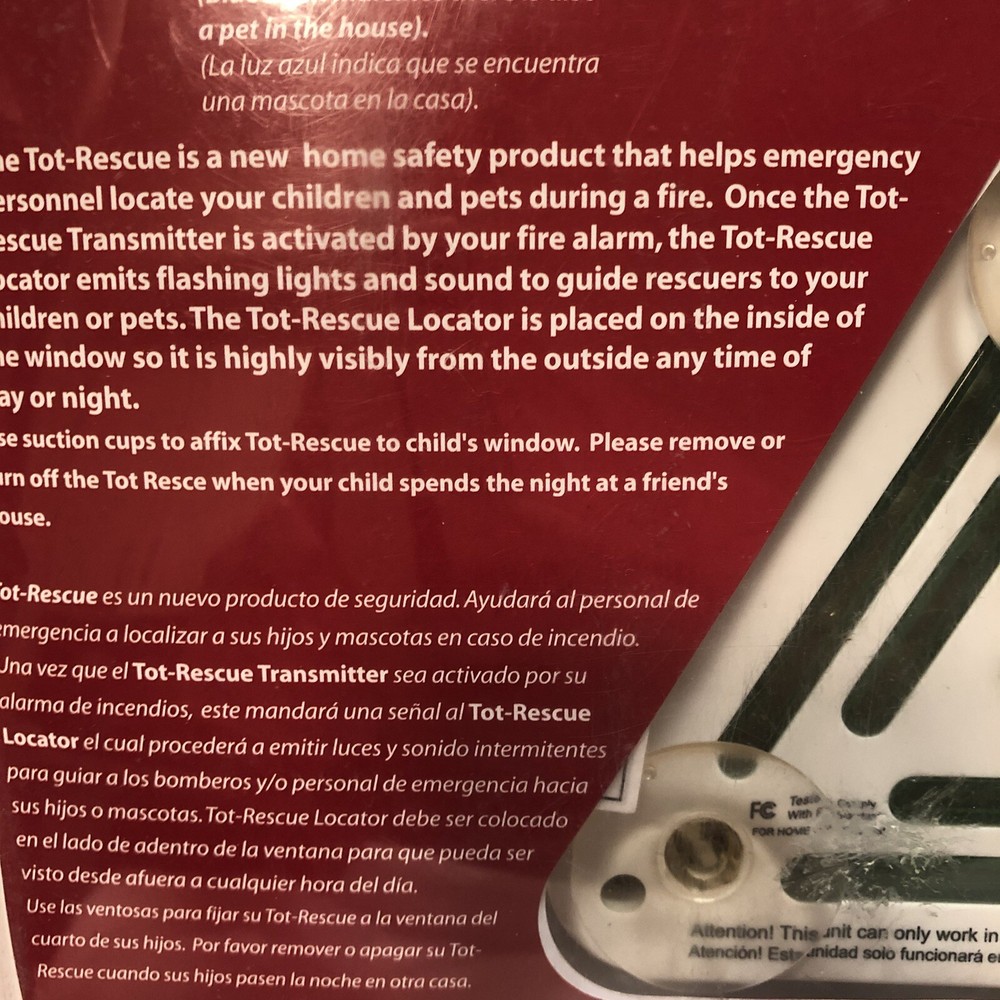 a pet in the house).
(La luz azul indica que se encuentra
una mascota en la casa).
he Tot-Rescue is a new home safety product that helps emergency
ersonnel locate your children and pets during a fire. Once the Tot-
escue Transmitter is activated by your fire alarm, the Tot-Rescue
ocator emits flashing lights and sound to guide rescuers to your
hildren or pets. The Tot-Rescue Locator is placed on the inside of
he window so it is highly visibly from the outside any time of
ay or night.
se suction cups to affix Tot-Rescue to child's window. Please remove or
urn off the Tot Resce when your child spends the night at a friend's
ouse.
Tot-Rescue es un nuevo producto de seguridad. Ayudará al personal de
emergencia a localizar a sus hijos y mascotas en caso de incendio.
Una vez que el Tot-Rescue Transmitter sea activado por su
alarma de incendios, este mandará una señal al Tot-Rescue
Locator el cual procederá a emitir luces y sonido intermitentes
para guiar a los bomberos y/o personal de emergencia hacia
sus hijos o mascotas. Tot-Rescue Locator debe ser colocado
en el lado de adentro de la ventana para que pueda ser
visto desde afuera a cualquier hora del día.
Use las ventosas para fijar su Tot-Rescue a la ventana del
cuarto de sus hijos. Por favor remover o apagar su Tot-
Rescue cuando sus hijos pasen la noche en otra casa.
FC
With
FOR HOME
Attention! This unit can only work in
Atención! Esta unidad solo funcionará en